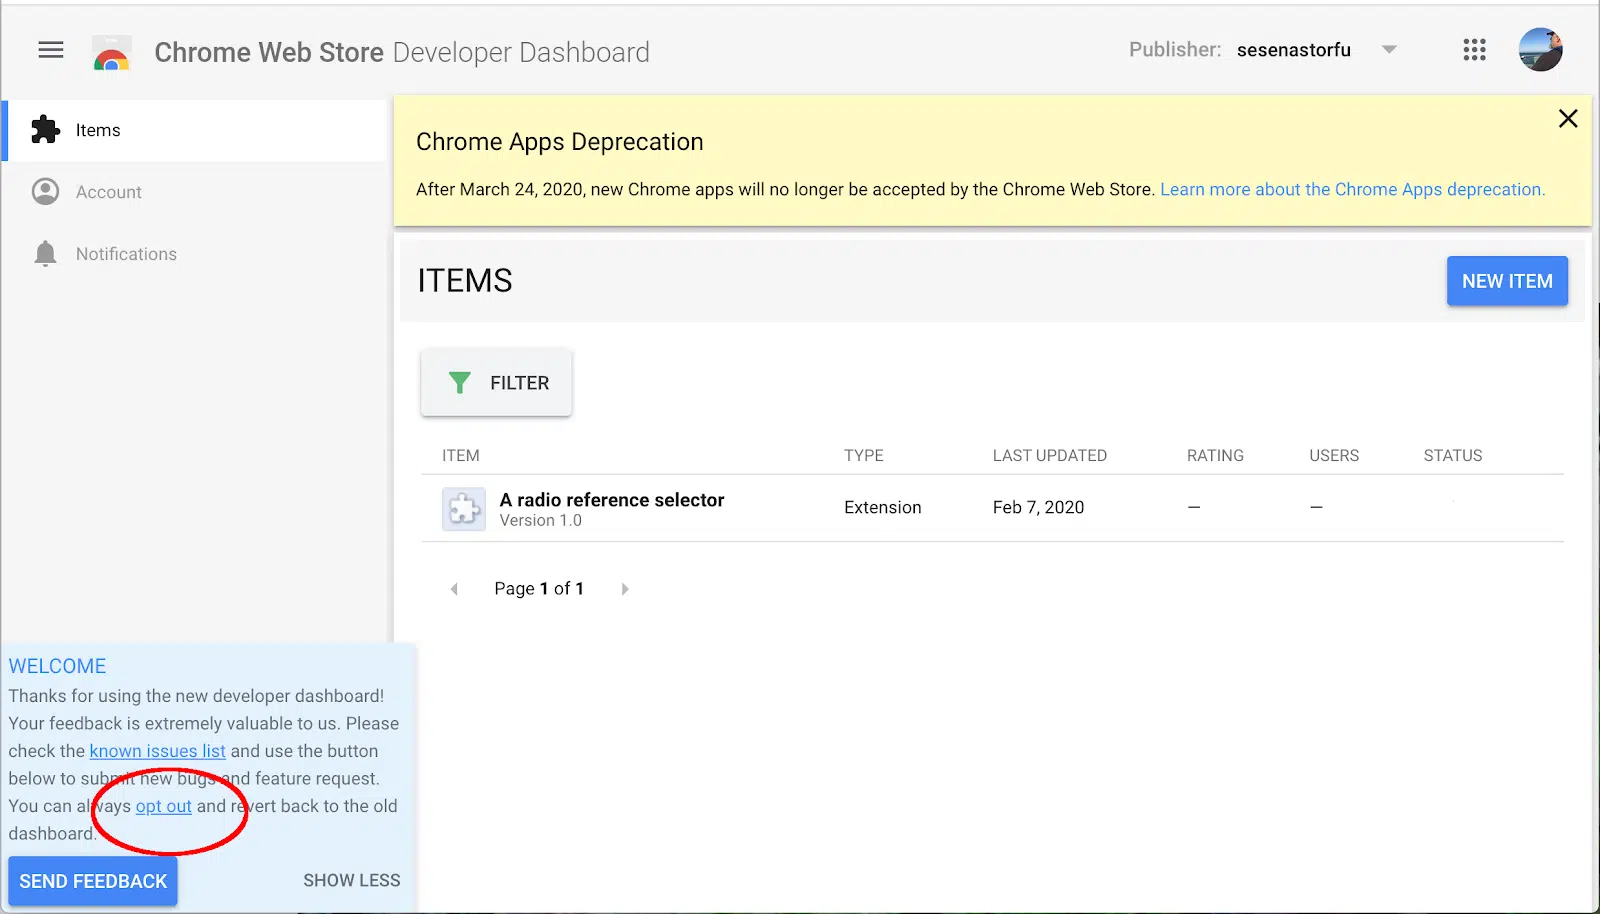 Chrome Web Store Developer Dashboard
Publisher: sesenastorfu
Items
Account
Notifications
Chrome Apps Deprecation
After March 24, 2020, new Chrome apps will no longer be accepted by the Chrome Web Store. Learn more about the Chrome Apps deprecation.
ITEMS
NEW ITEM
FILTER
ITEM TYPE LAST UPDATED RATING USERS STATUS
A radio reference selector
Version 1.0
Extension Feb 7, 2020 – –
Page 1 of 1
WELCOME
Thanks for using the new developer dashboard!
Your feedback is extremely valuable to us. Please
check the known issues list and use the button
below to submit new bugs and feature request.
You can always opt out and revert back to the old
dashboard.
SEND FEEDBACK
SHOW LESS